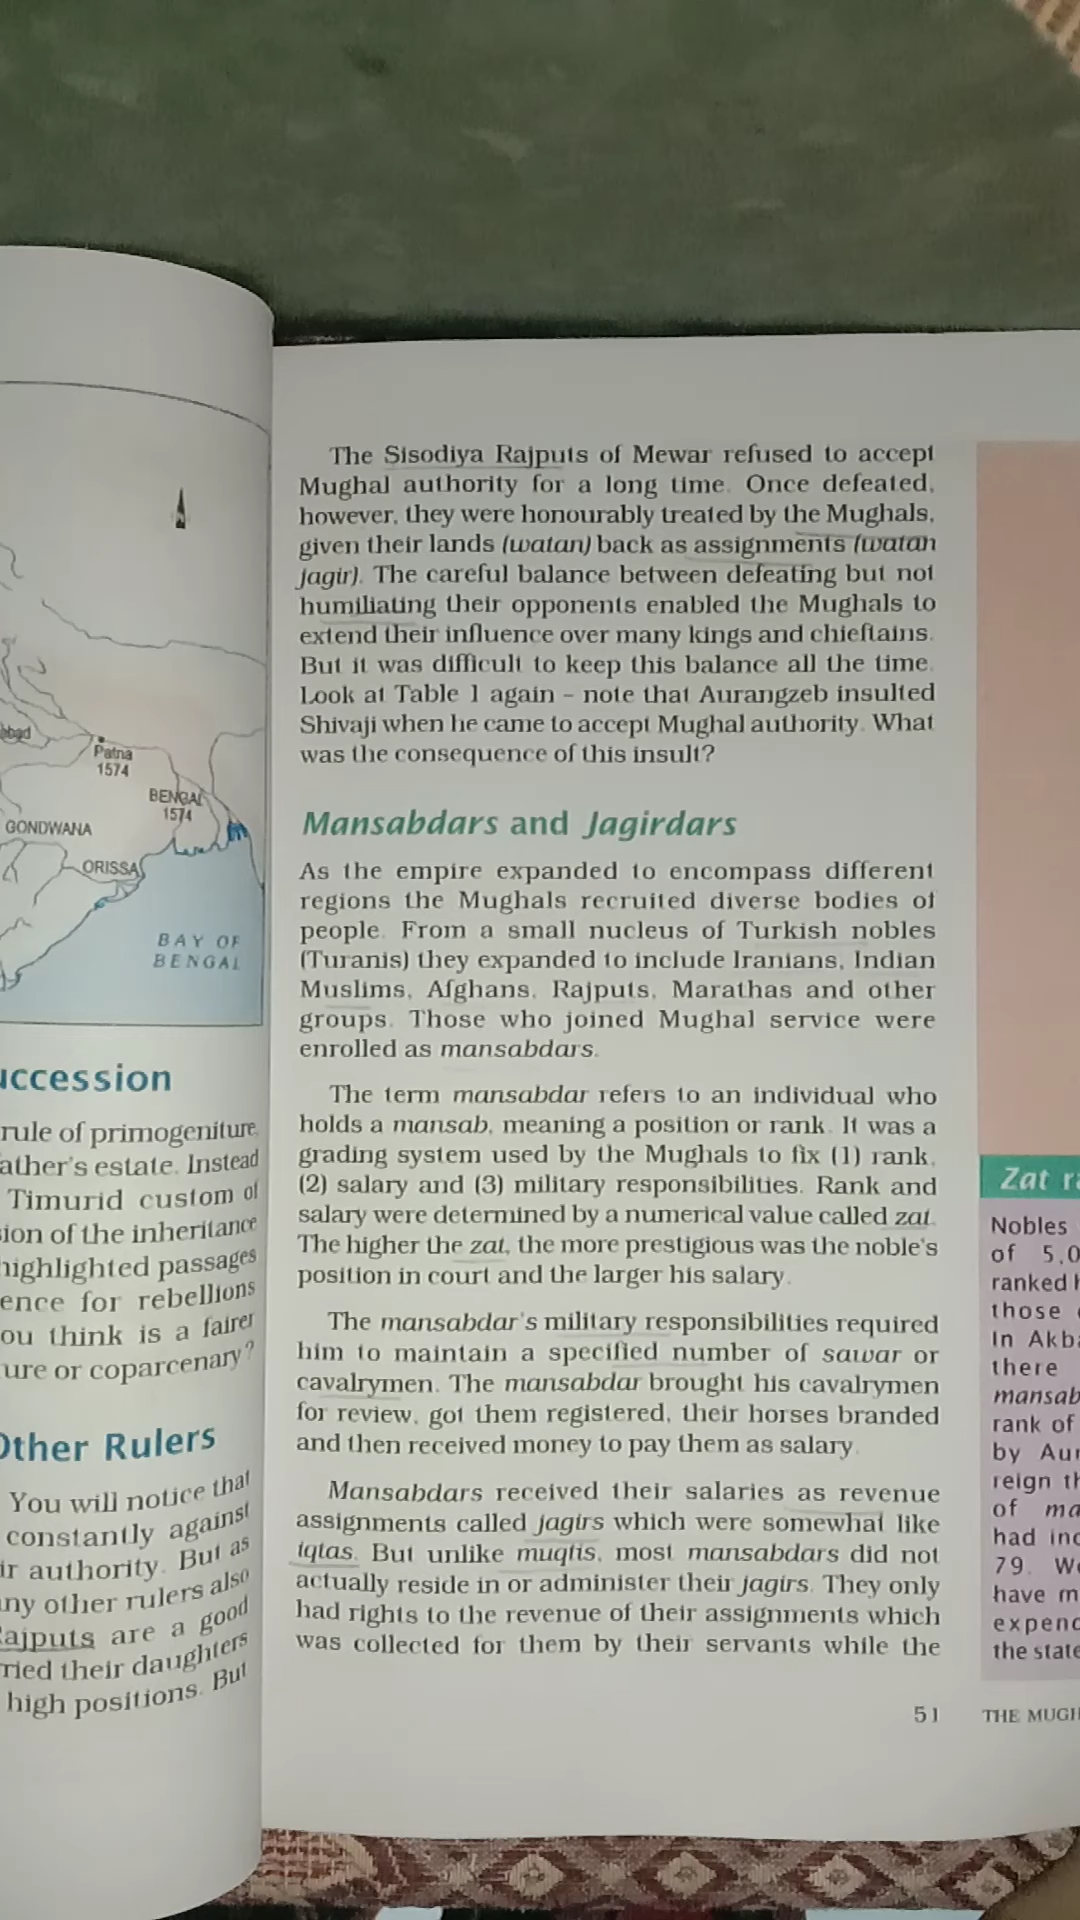 Patna
1574
BENGAL
1574
GONDWANA
ORISSA
BAY OF
BENGAL
rule of primogeniture,
estate. Instead
Timurid custom of
of the inheritance
highlighted passages
for rebellions
you think is a fairer
or coparcenary?
Other Rulers
You will notice that
constantly against
authority. But as
other rulers also
Rajputs are a good
their daughters
high positions. But
The Sisodiya Rajputs of Mewar refused to accept
Mughal authority for a long time. Once defeated,
however, they were honourably treated by the Mughals,
given their lands (watan) back as assignments (watan
jagir). The careful balance between defeating but not
humiliating their opponents enabled the Mughals to
extend their influence over many kings and chieftains.
But it was difficult to keep this balance all the time.
Look at Table 1 again – note that Aurangzeb insulted
Shivaji when he came to accept Mughal authority. What
was the consequence of this insult?
Mansabdars and Jagirdars
As the empire expanded to encompass different
regions the Mughals recruited diverse bodies of
people. From a small nucleus of Turkish nobles
(Turanis) they expanded to include Iranians, Indian
Muslims, Afghans, Rajputs, Marathas and other
groups. Those who joined Mughal service were
enrolled as mansabdars.
The term mansabdar refers to an individual who
holds a mansab, meaning a position or rank. It was a
grading system used by the Mughals to fix (1) rank,
(2) salary and (3) military responsibilities. Rank and
salary were determined by a numerical value called zat.
The higher the zat, the more prestigious was the noble's
position in court and the larger his salary.
The mansabdar's military responsibilities required
him to maintain a specified number of sawar or
cavalrymen. The mansabdar brought his cavalrymen
for review, got them registered, their horses branded
and then received money to pay them as salary.
Mansabdars received their salaries as revenue
assignments called jagirs which were somewhat like
iqtas. But unlike muqtis, most mansabdars did not
actually reside in or administer their jagirs. They only
had rights to the revenue of their assignments which
was collected for them by their servants while the
51
Zat
Nobles
of 5,0
ranked
those
In
there
mansab
rank of
by
reign
of
had
79.
have
the
THE